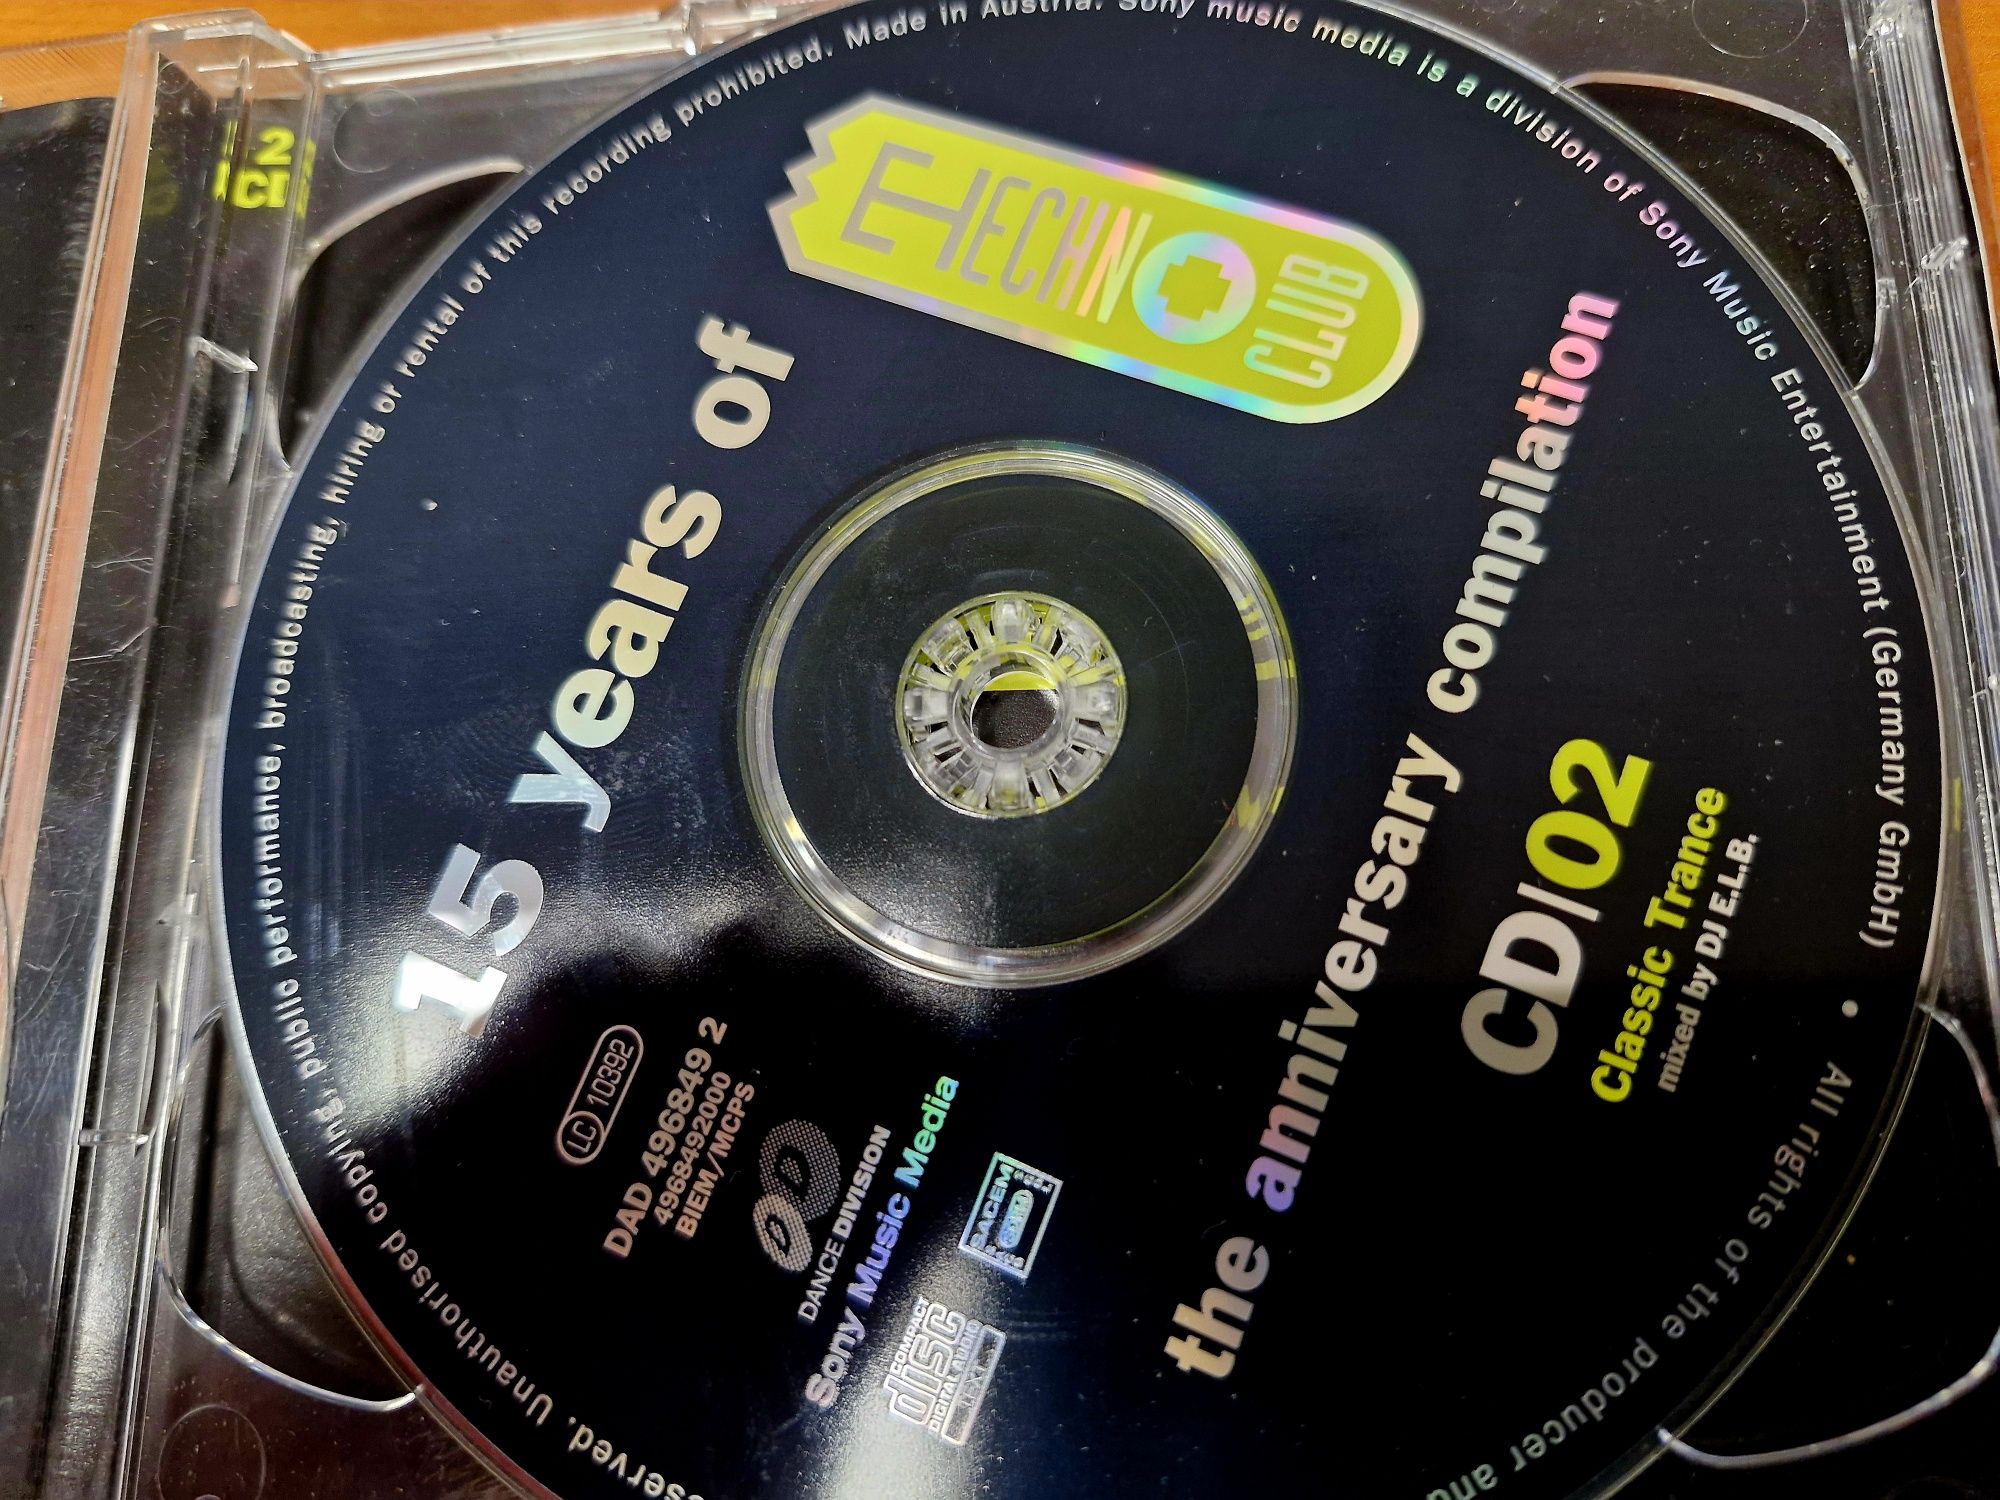 2
CD
TECHNO
CLUB
15 years of
the anniversary compilation
CD|02
Classic Trance
mixed by DJ E.L.B.
LC 10392
DAD 496849 2
4968492000
BIEM/MCPS
DD
DANCE DIVISION
Sony Music Media
SACEM
COMPACT
disc
DIGITAL AUDIO
TEXT
All rights of the producer and
served. Unauthorised copying, public performance, broadcasting, hiring or rental of this recording prohibited. Made in Austria. Sony music media is a division of Sony Music Entertainment (Germany GmbH) •